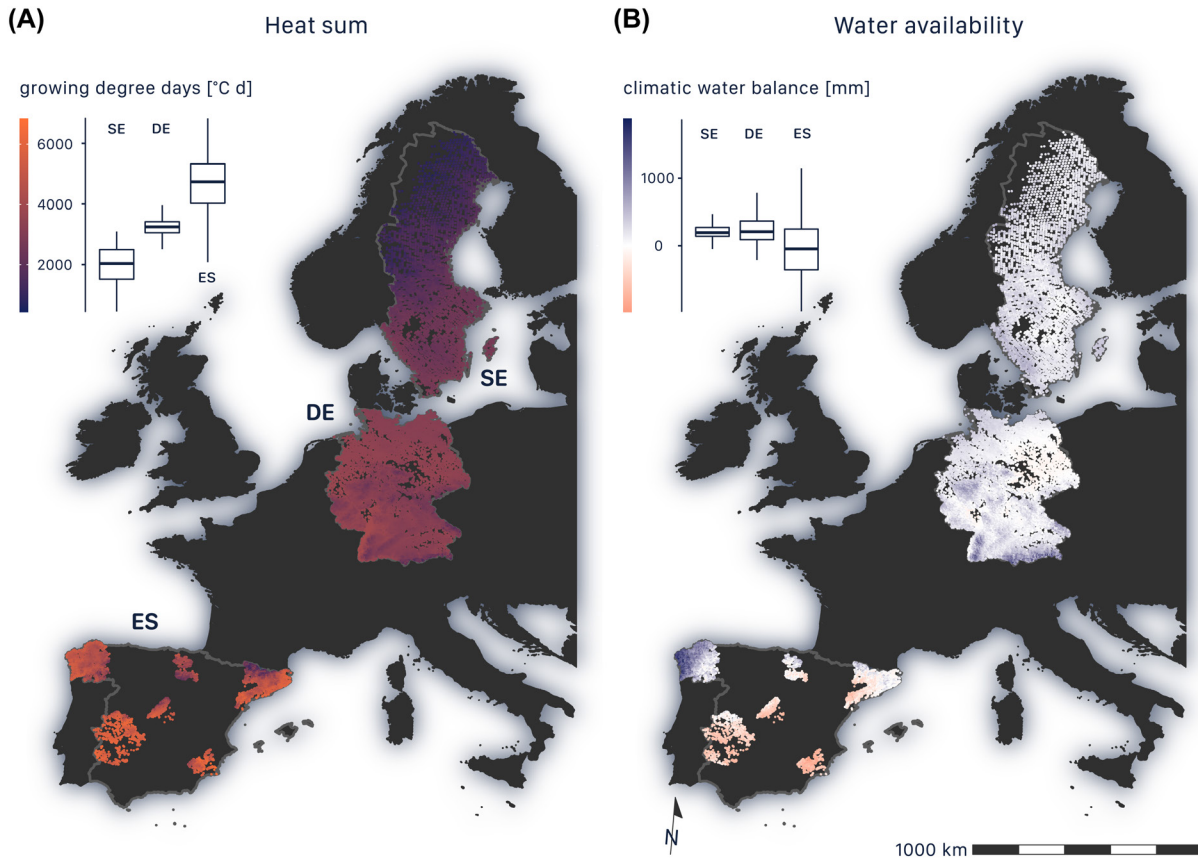 (A)
Heat sum
growing degree days [°C d]
6000
4000
2000
SE
DE
ES
SE
DE
ES
(B)
Water availability
climatic water balance [mm]
1000
0
SE
DE
ES
N
1000 km